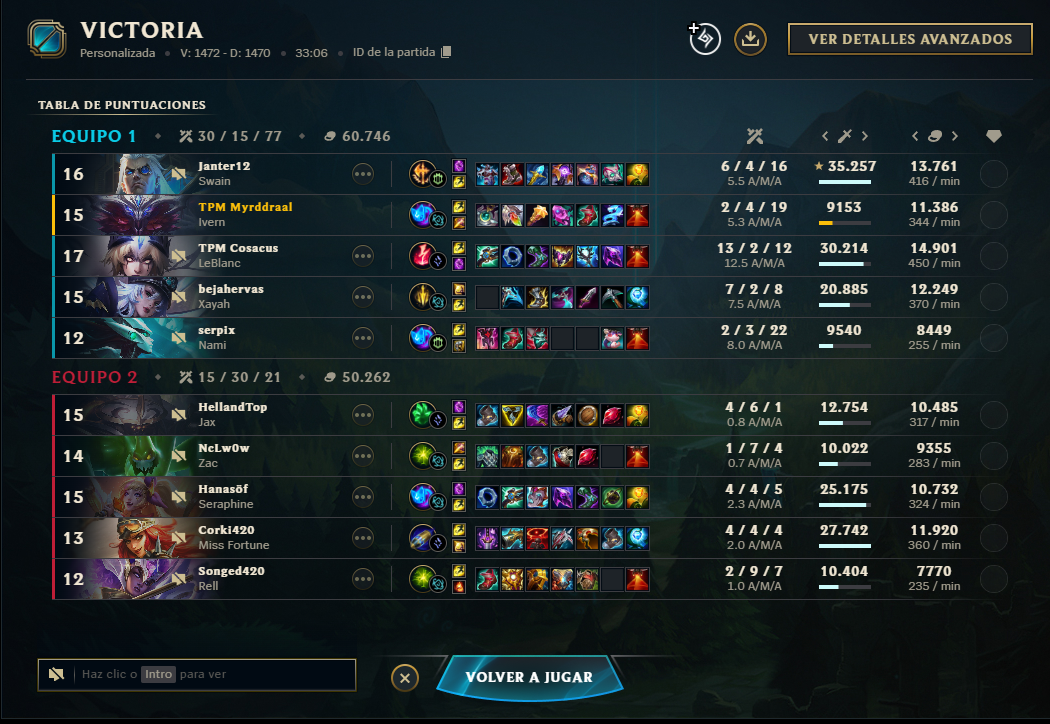 VICTORIA
Personalizada • V: 1472 - D: 1470 • 33:06 • ID de la partida
VER DETALLES AVANZADOS
TABLA DE PUNTUACIONES
EQUIPO 1 • 30 / 15 / 77 • 60.746
16 Janter12 6 / 4 / 16 35.257 13.761
Swain 5.5 A/M/A 416 / min
15 TPM Myrddraal 2 / 4 / 19 9153 11.386
Ivern 5.3 A/M/A 344 / min
17 TPM Cosacus 13 / 2 / 12 30.214 14.901
LeBlanc 12.5 A/M/A 450 / min
15 bejahervas 7 / 2 / 8 20.885 12.249
Xayah 7.5 A/M/A 370 / min
12 serpix 2 / 3 / 22 9540 8449
Nami 8.0 A/M/A 255 / min
EQUIPO 2 • 15 / 30 / 21 • 50.262
15 HellandTop 4 / 6 / 1 12.754 10.485
Jax 0.8 A/M/A 317 / min
14 NcLw0w 1 / 7 / 4 10.022 9355
Zac 0.7 A/M/A 283 / min
15 Hanasöf 4 / 4 / 5 25.175 10.732
Seraphine 2.3 A/M/A 324 / min
13 Corki420 4 / 4 / 4 27.742 11.920
Miss Fortune 2.0 A/M/A 360 / min
12 Songed420 2 / 9 / 7 10.404 7770
Rell 1.0 A/M/A 235 / min
Haz clic o Intro para ver
VOLVER A JUGAR